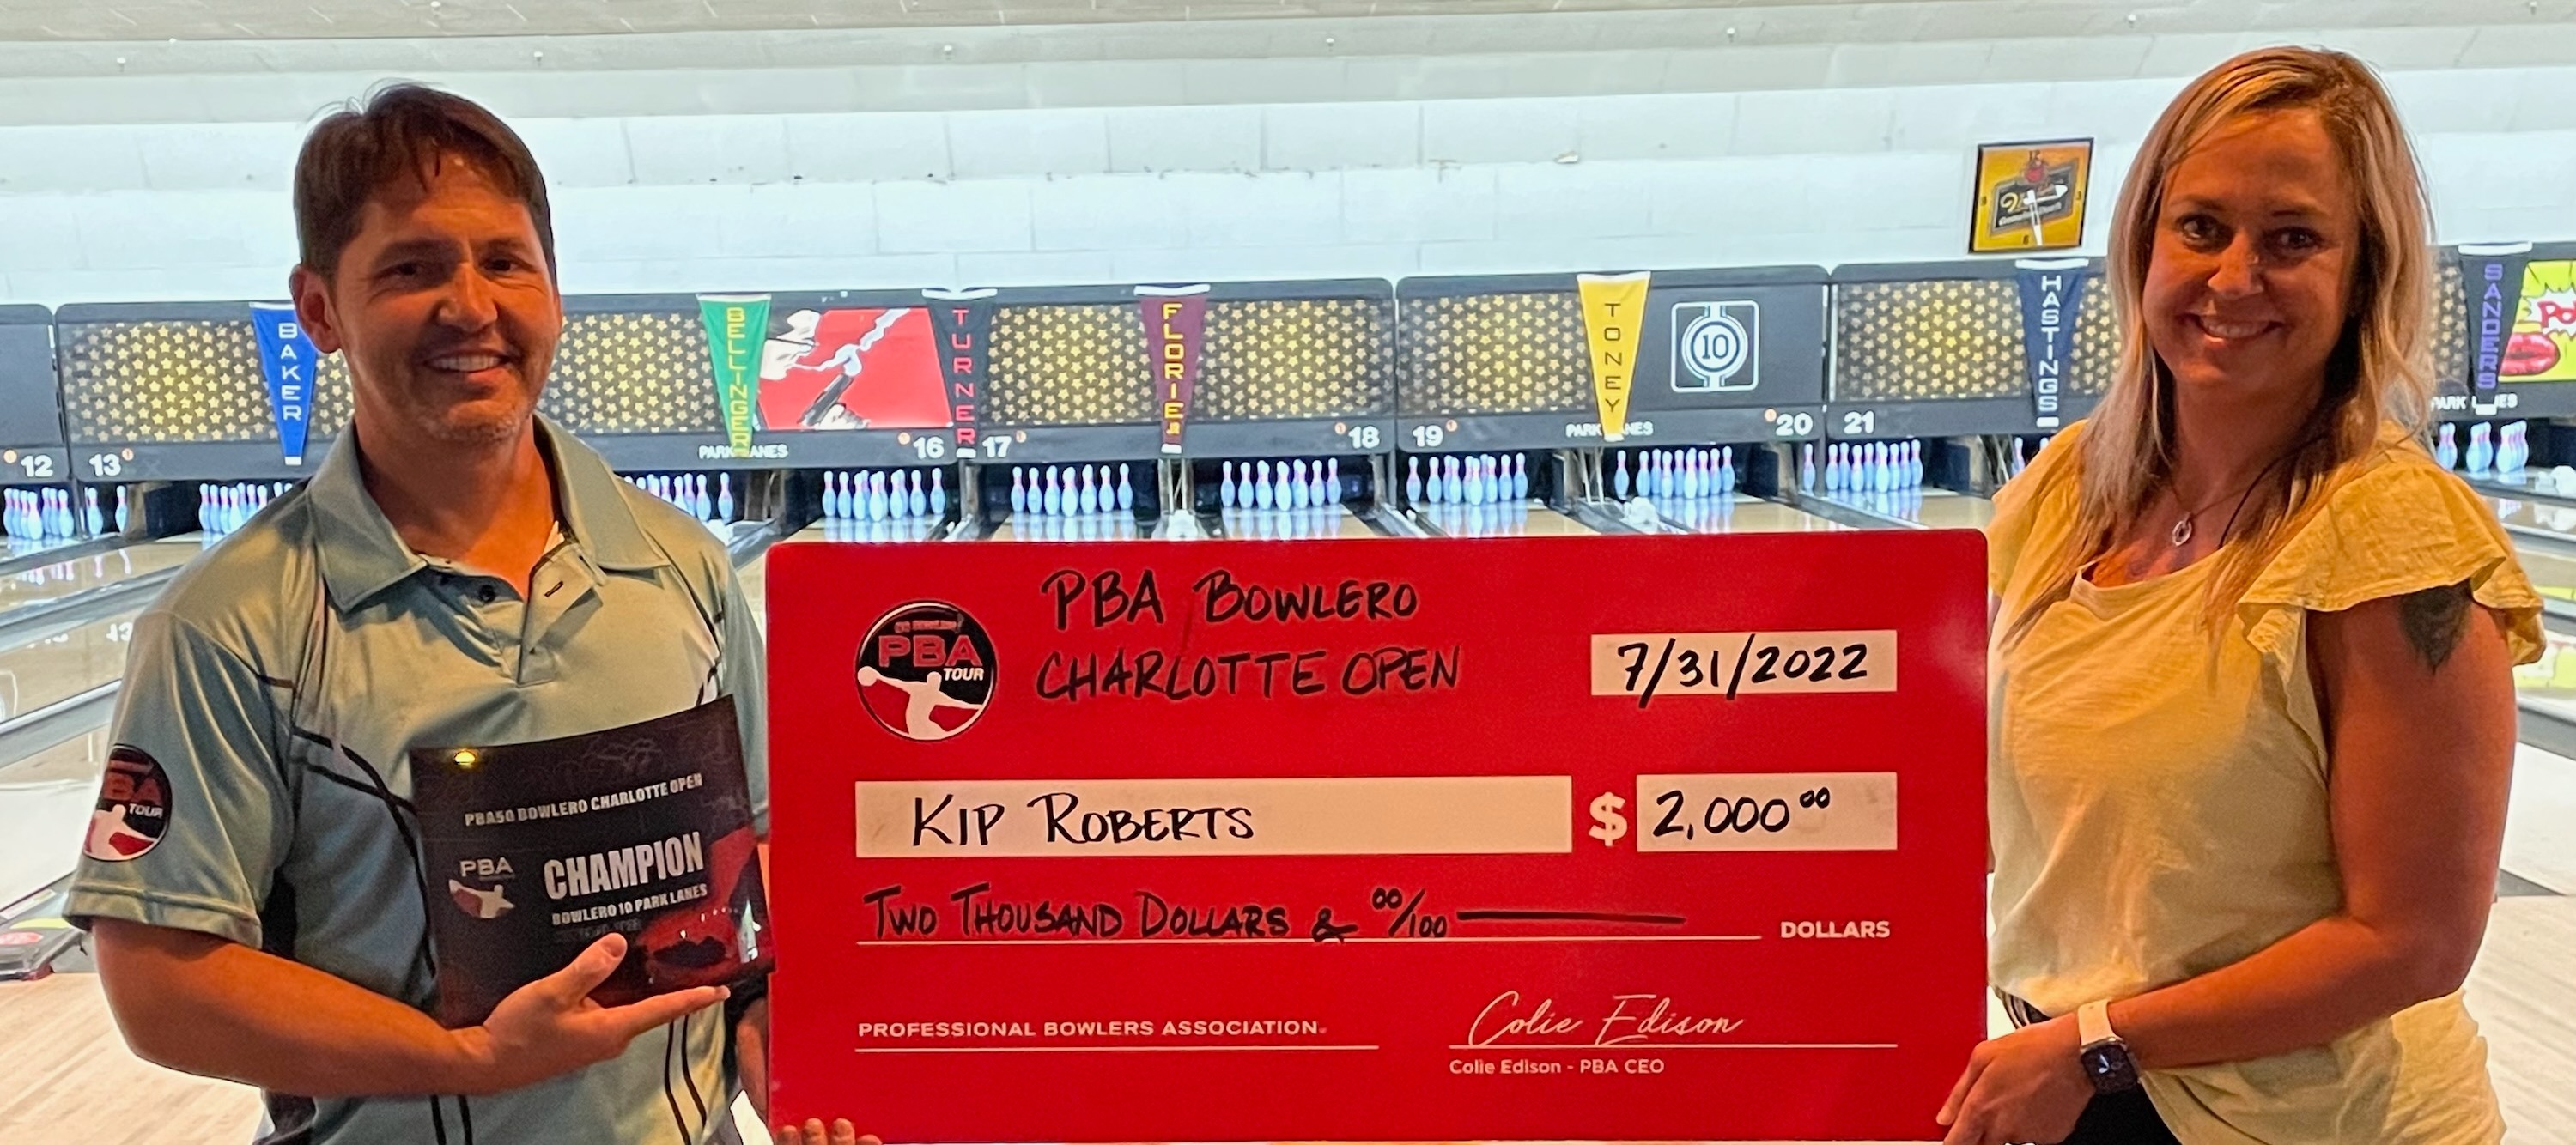 BAKER
BELLINGER
TURNER
FLORIE JR
TONEY
HASTINGS
SANDERS
10
12
13
PARK LANES
16
17
18
19
PARK LANES
20
21
PARK LANES
PBA
TOUR
PBA BOWLERO
CHARLOTTE OPEN
7/31/2022
KIP ROBERTS
$ 2,000.00
TWO THOUSAND DOLLARS & 00/100
DOLLARS
PROFESSIONAL BOWLERS ASSOCIATION
Colie Edison
Colie Edison - PBA CEO
PBA50 BOWLERO CHARLOTTE OPEN
PBA
CHAMPION
BOWLERO 10 PARK LANES
PBA
TOUR